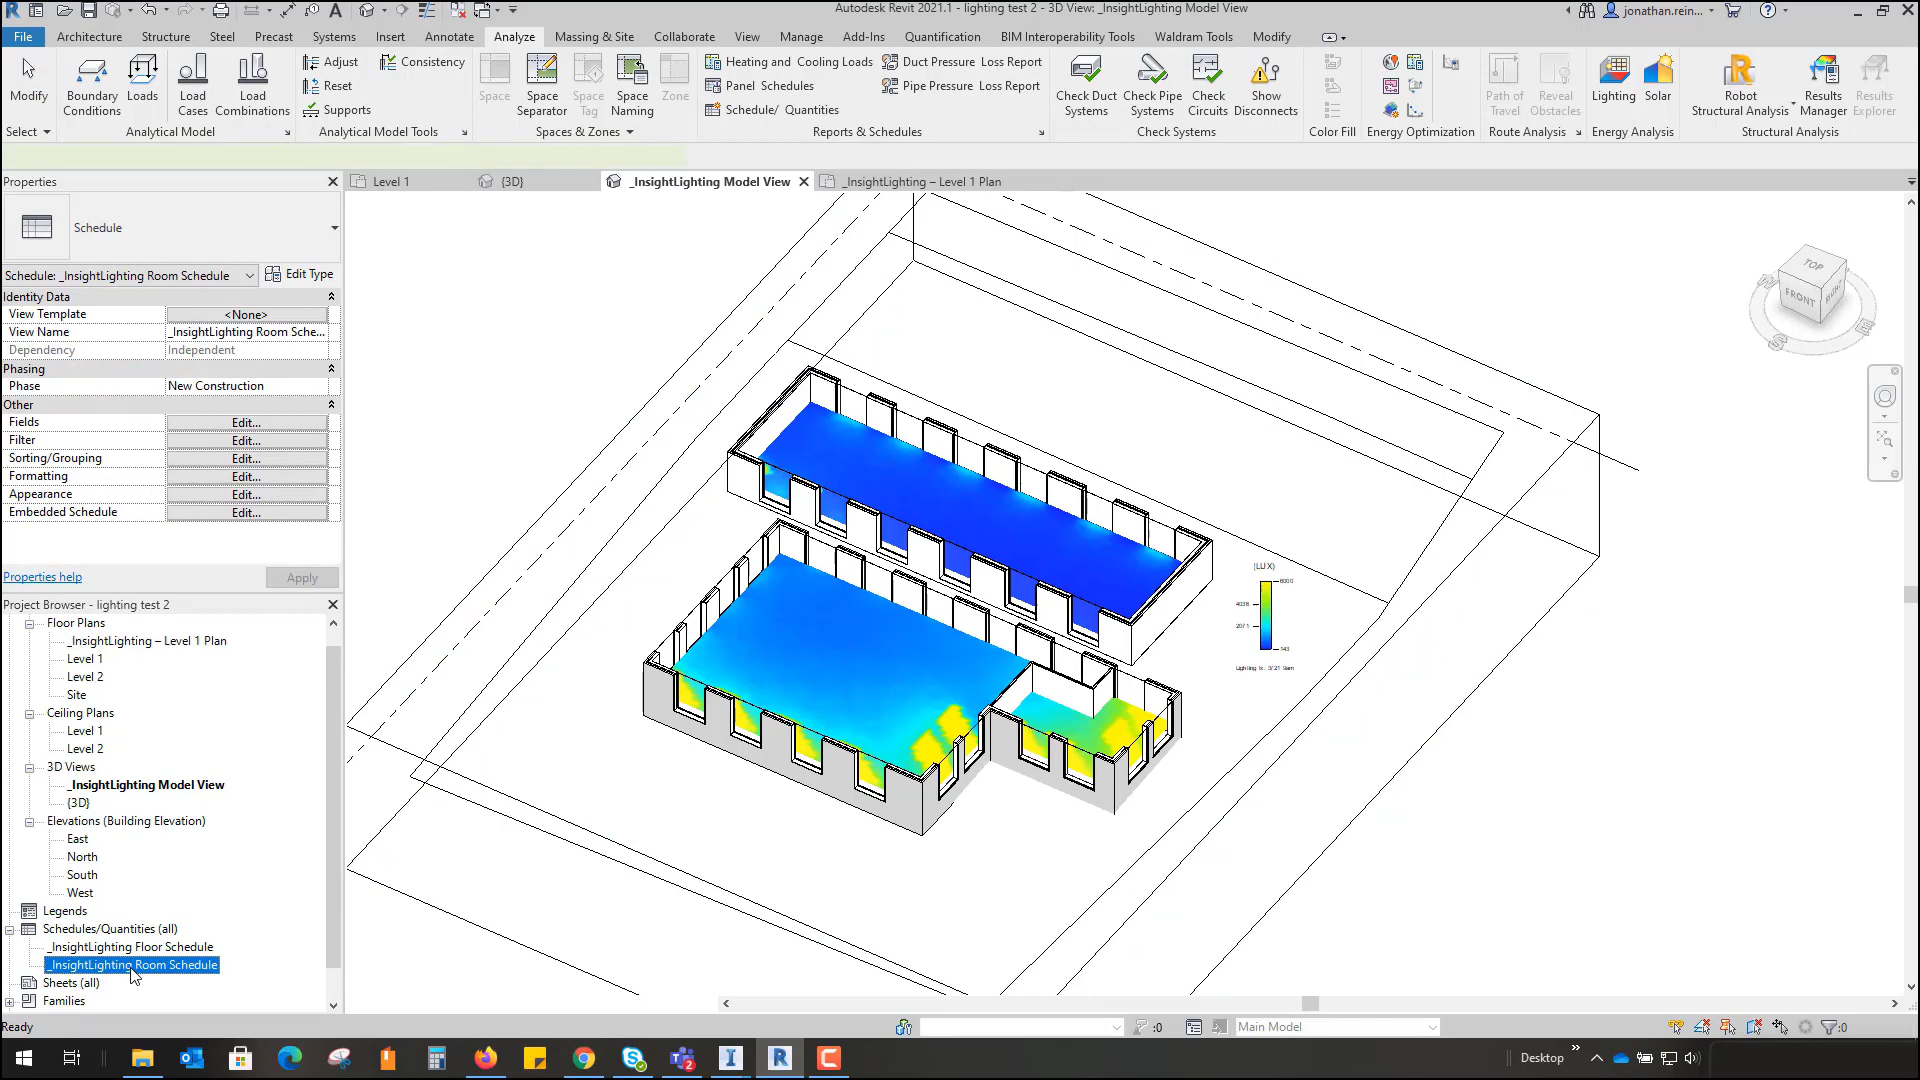 Autodesk Revit 2021.1 - lighting test 2 - 3D View: _InsightLighting Model View
jonathan.rein...
File Architecture Structure Steel Precast Systems Insert Annotate Analyze Massing & Site Collaborate View Manage Add-Ins Quantification BIM Interoperability Tools Waldram Tools Modify
Modify
Boundary Conditions
Loads
Load Cases
Load Combinations
Adjust
Reset
Supports
Consistency
Space
Space Separator
Space Tag
Space Naming
Zone
Heating and Cooling Loads
Panel Schedules
Schedule/ Quantities
Duct Pressure Loss Report
Pipe Pressure Loss Report
Check Duct Systems
Check Pipe Systems
Check Circuits
Show Disconnects
Path of Travel
Reveal Obstacles
Lighting
Solar
Robot Structural Analysis
Results Manager
Results Explorer
Select
Analytical Model
Analytical Model Tools
Spaces & Zones
Reports & Schedules
Check Systems
Color Fill
Energy Optimization
Route Analysis
Energy Analysis
Structural Analysis
Properties
Level 1
{3D}
_InsightLighting Model View
_InsightLighting – Level 1 Plan
Schedule
Schedule: _InsightLighting Room Schedule
Edit Type
Identity Data
View Template <None>
View Name _InsightLighting Room Sche...
Dependency Independent
Phasing
Phase New Construction
Other
Fields Edit...
Filter Edit...
Sorting/Grouping Edit...
Formatting Edit...
Appearance Edit...
Embedded Schedule Edit...
Properties help
Apply
Project Browser - lighting test 2
Floor Plans
_InsightLighting – Level 1 Plan
Level 1
Level 2
Site
Ceiling Plans
Level 1
Level 2
3D Views
_InsightLighting Model View
{3D}
Elevations (Building Elevation)
East
North
South
West
Legends
Schedules/Quantities (all)
_InsightLighting Floor Schedule
_InsightLighting Room Schedule
Sheets (all)
Families
TOP
FRONT
W
S
E
(LUX)
6000
2071
143
Lighting lx: 3/21 9am
Ready
:0
Main Model
:0
Desktop